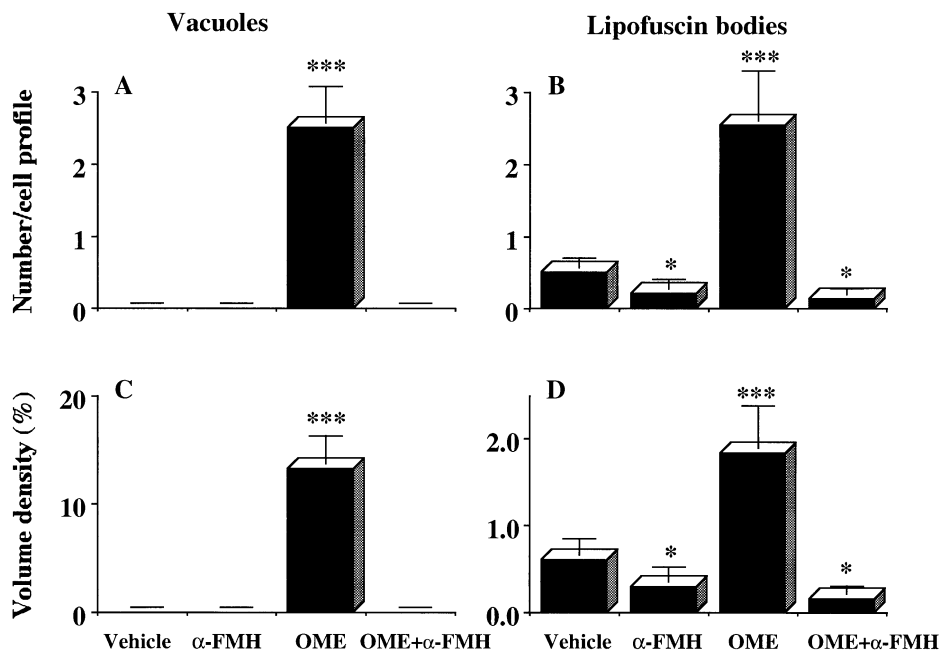 Vacuoles
Lipofuscin bodies
Number/cell profile
A
***
3
2
1
0
B
***
*
*
3
2
1
0
Volume density (%)
C
***
20
10
0
D
***
*
*
2.0
1.0
0.0
Vehicle α-FMH OME OME+α-FMH
Vehicle α-FMH OME OME+α-FMH